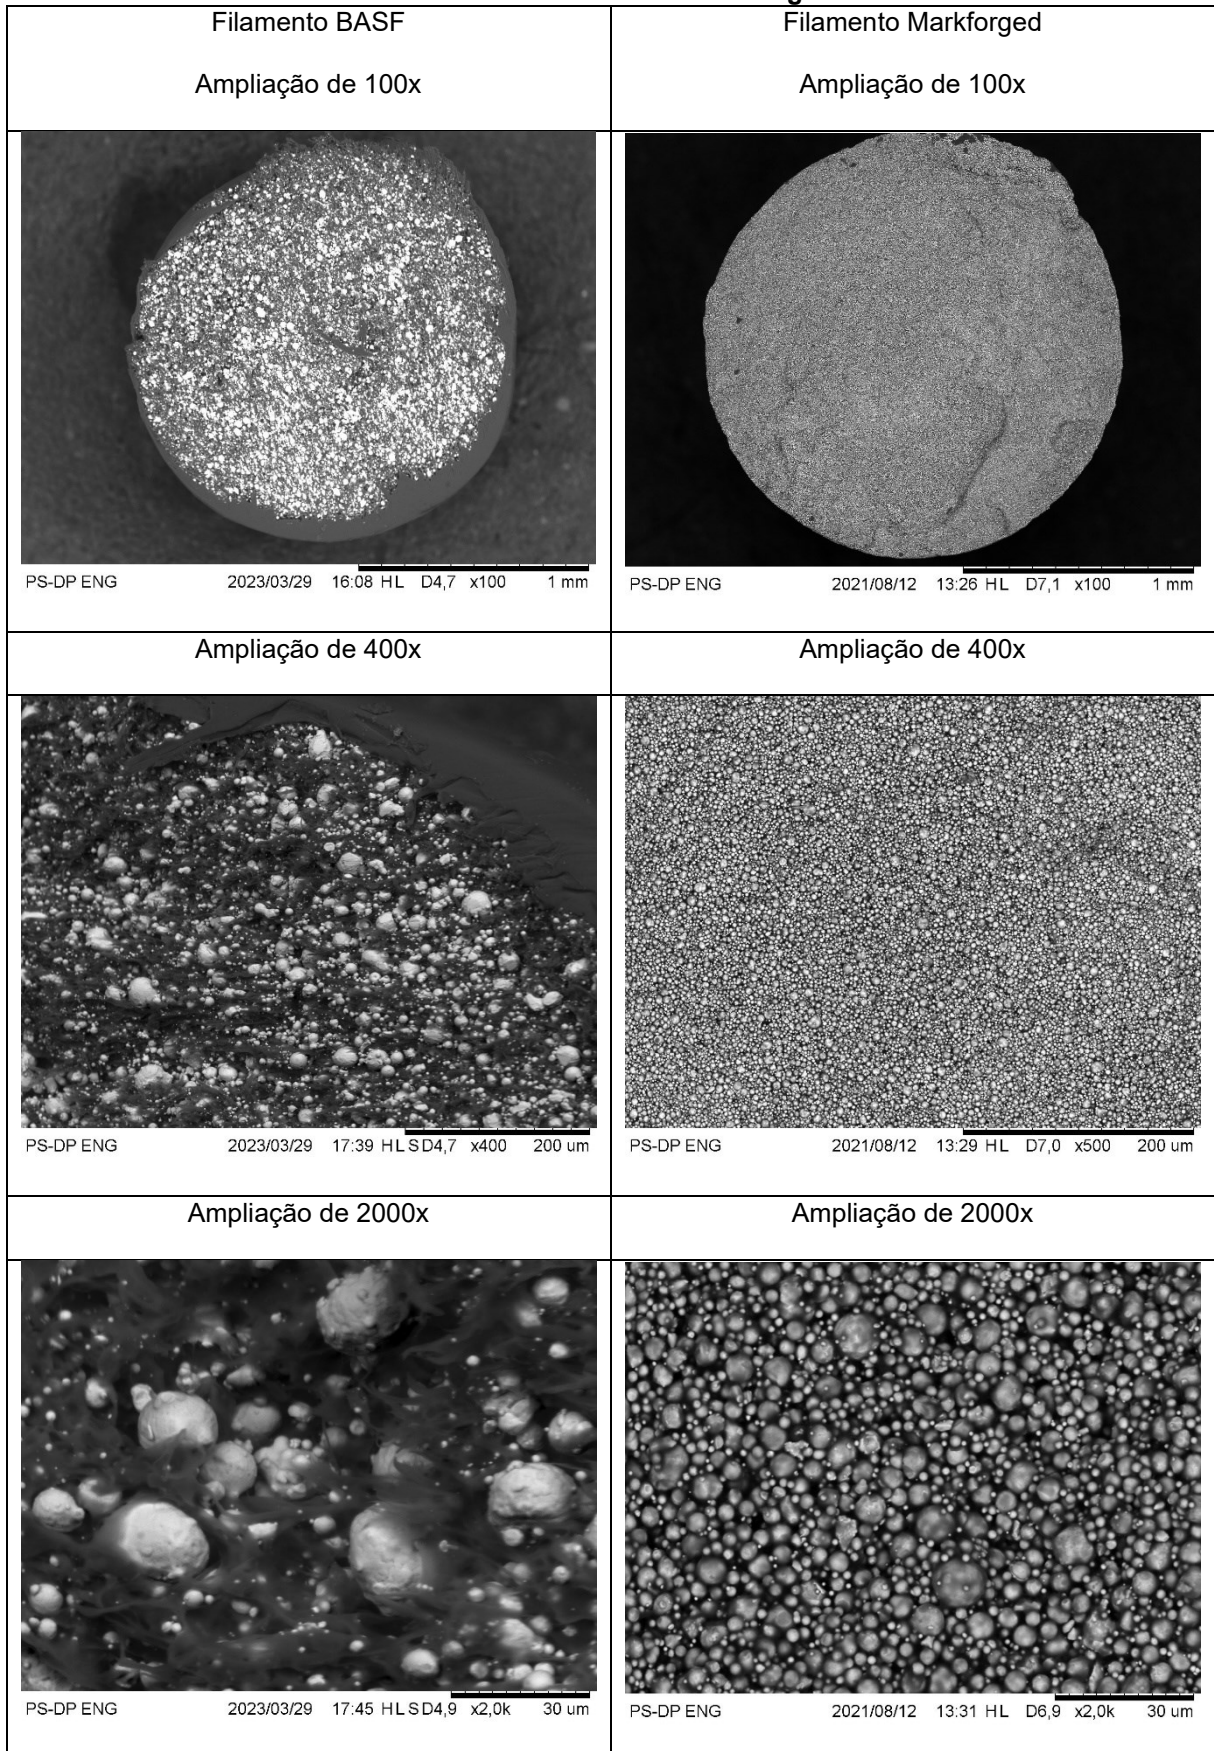 Filamento BASF
Filamento Markforged
Ampliação de 100x
Ampliação de 100x
PS-DP ENG 2023/03/29 16:08 HL D4,7 x100 1 mm
PS-DP ENG 2021/08/12 13:26 HL D7,1 x100 1 mm
Ampliação de 400x
Ampliação de 400x
PS-DP ENG 2023/03/29 17:39 HL SD4,7 x400 200 um
PS-DP ENG 2021/08/12 13:29 HL D7,0 x500 200 um
Ampliação de 2000x
Ampliação de 2000x
PS-DP ENG 2023/03/29 17:45 HL SD4,9 x2,0k 30 um
PS-DP ENG 2021/08/12 13:31 HL D6,9 x2,0k 30 um